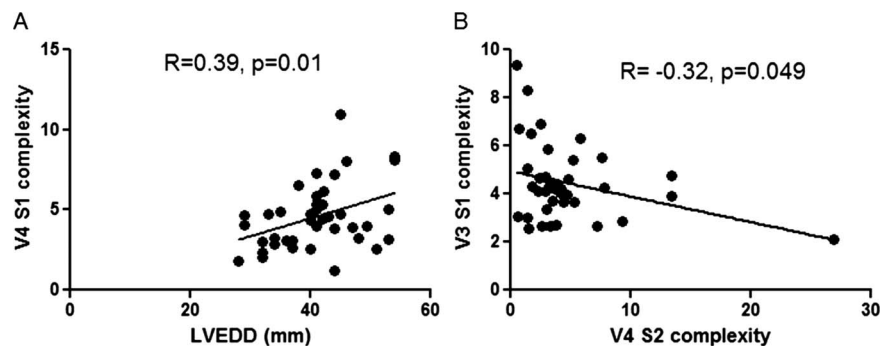 A
R=0.39, p=0.01
V4 S1 complexity
15
10
5
0
0
20
40
60
LVEDD (mm)
B
R= -0.32, p=0.049
V3 S1 complexity
10
8
6
4
2
0
0
10
20
30
V4 S2 complexity